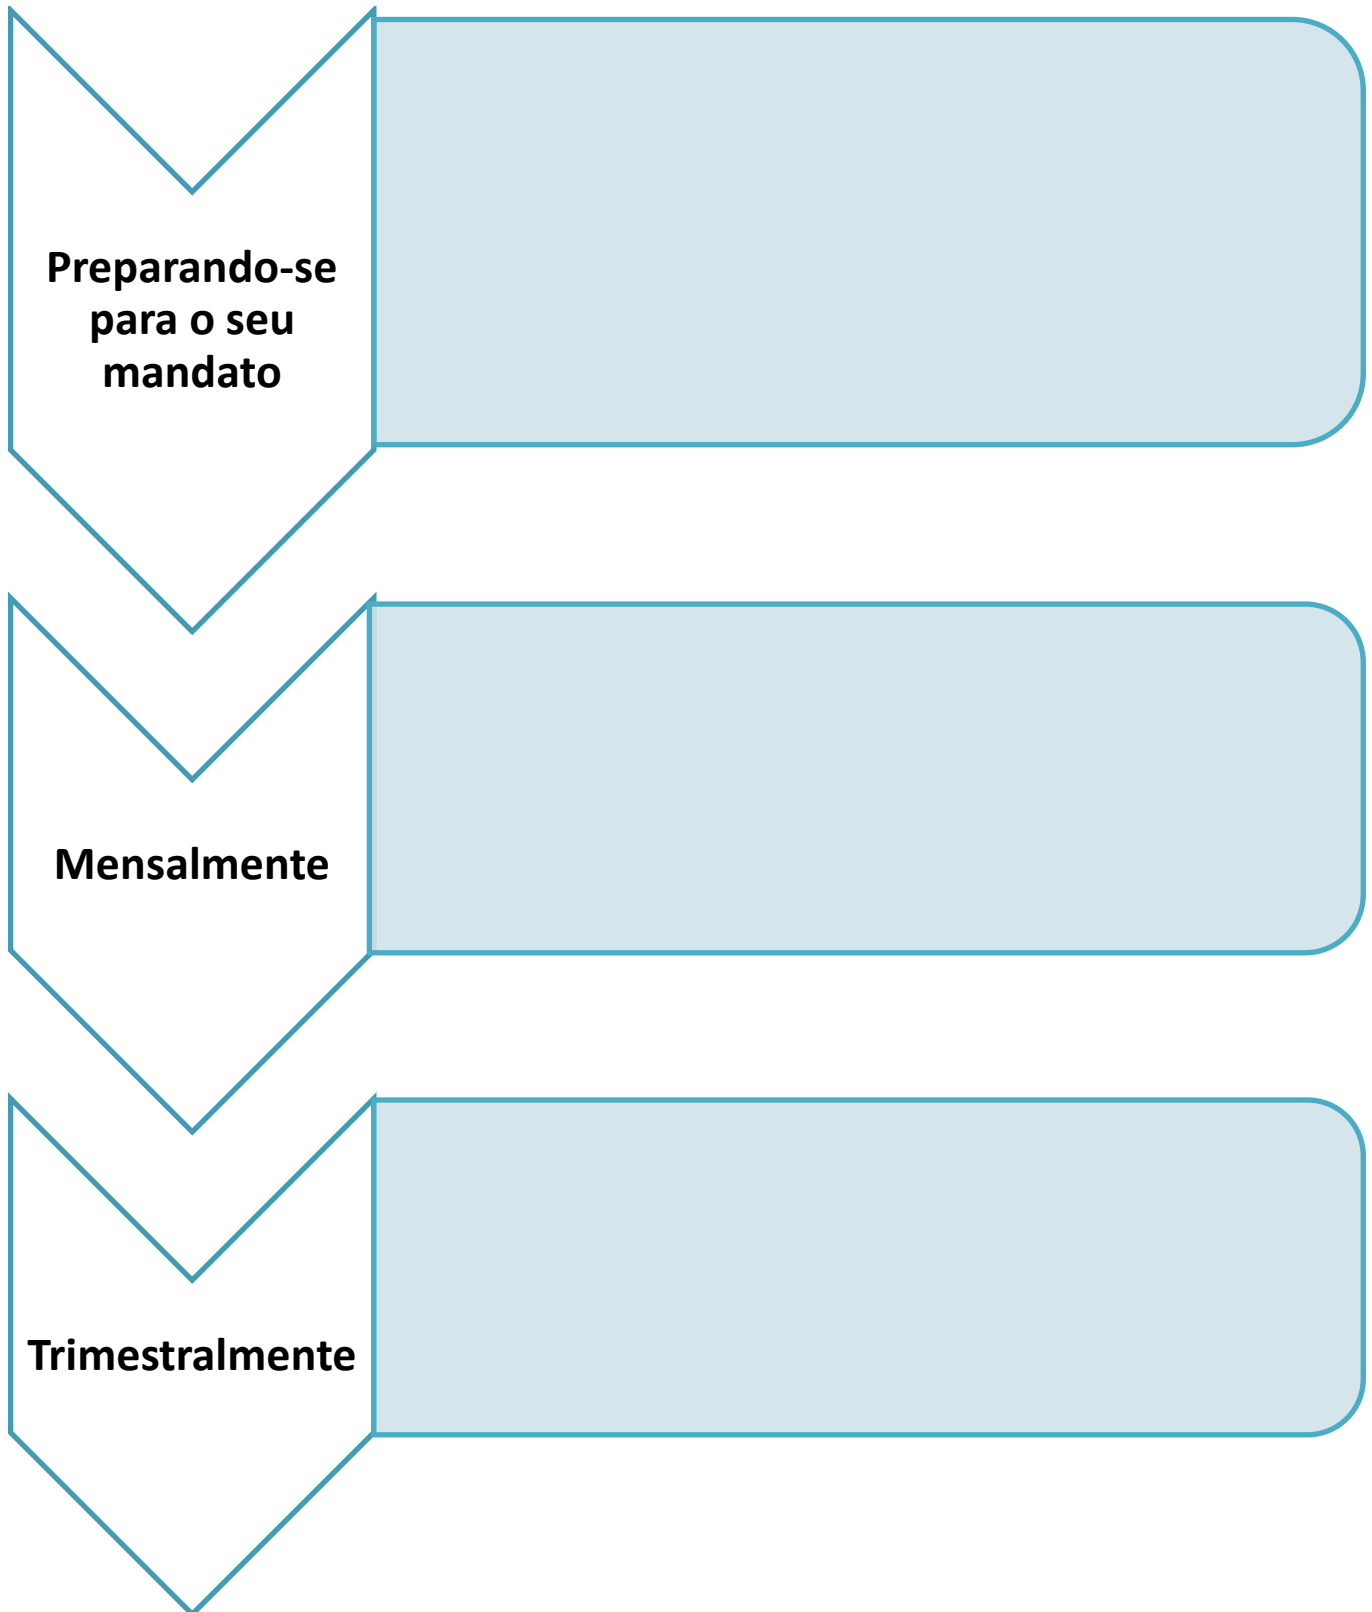 Preparando-se
para o seu
mandato
Mensalmente
Trimestralmente